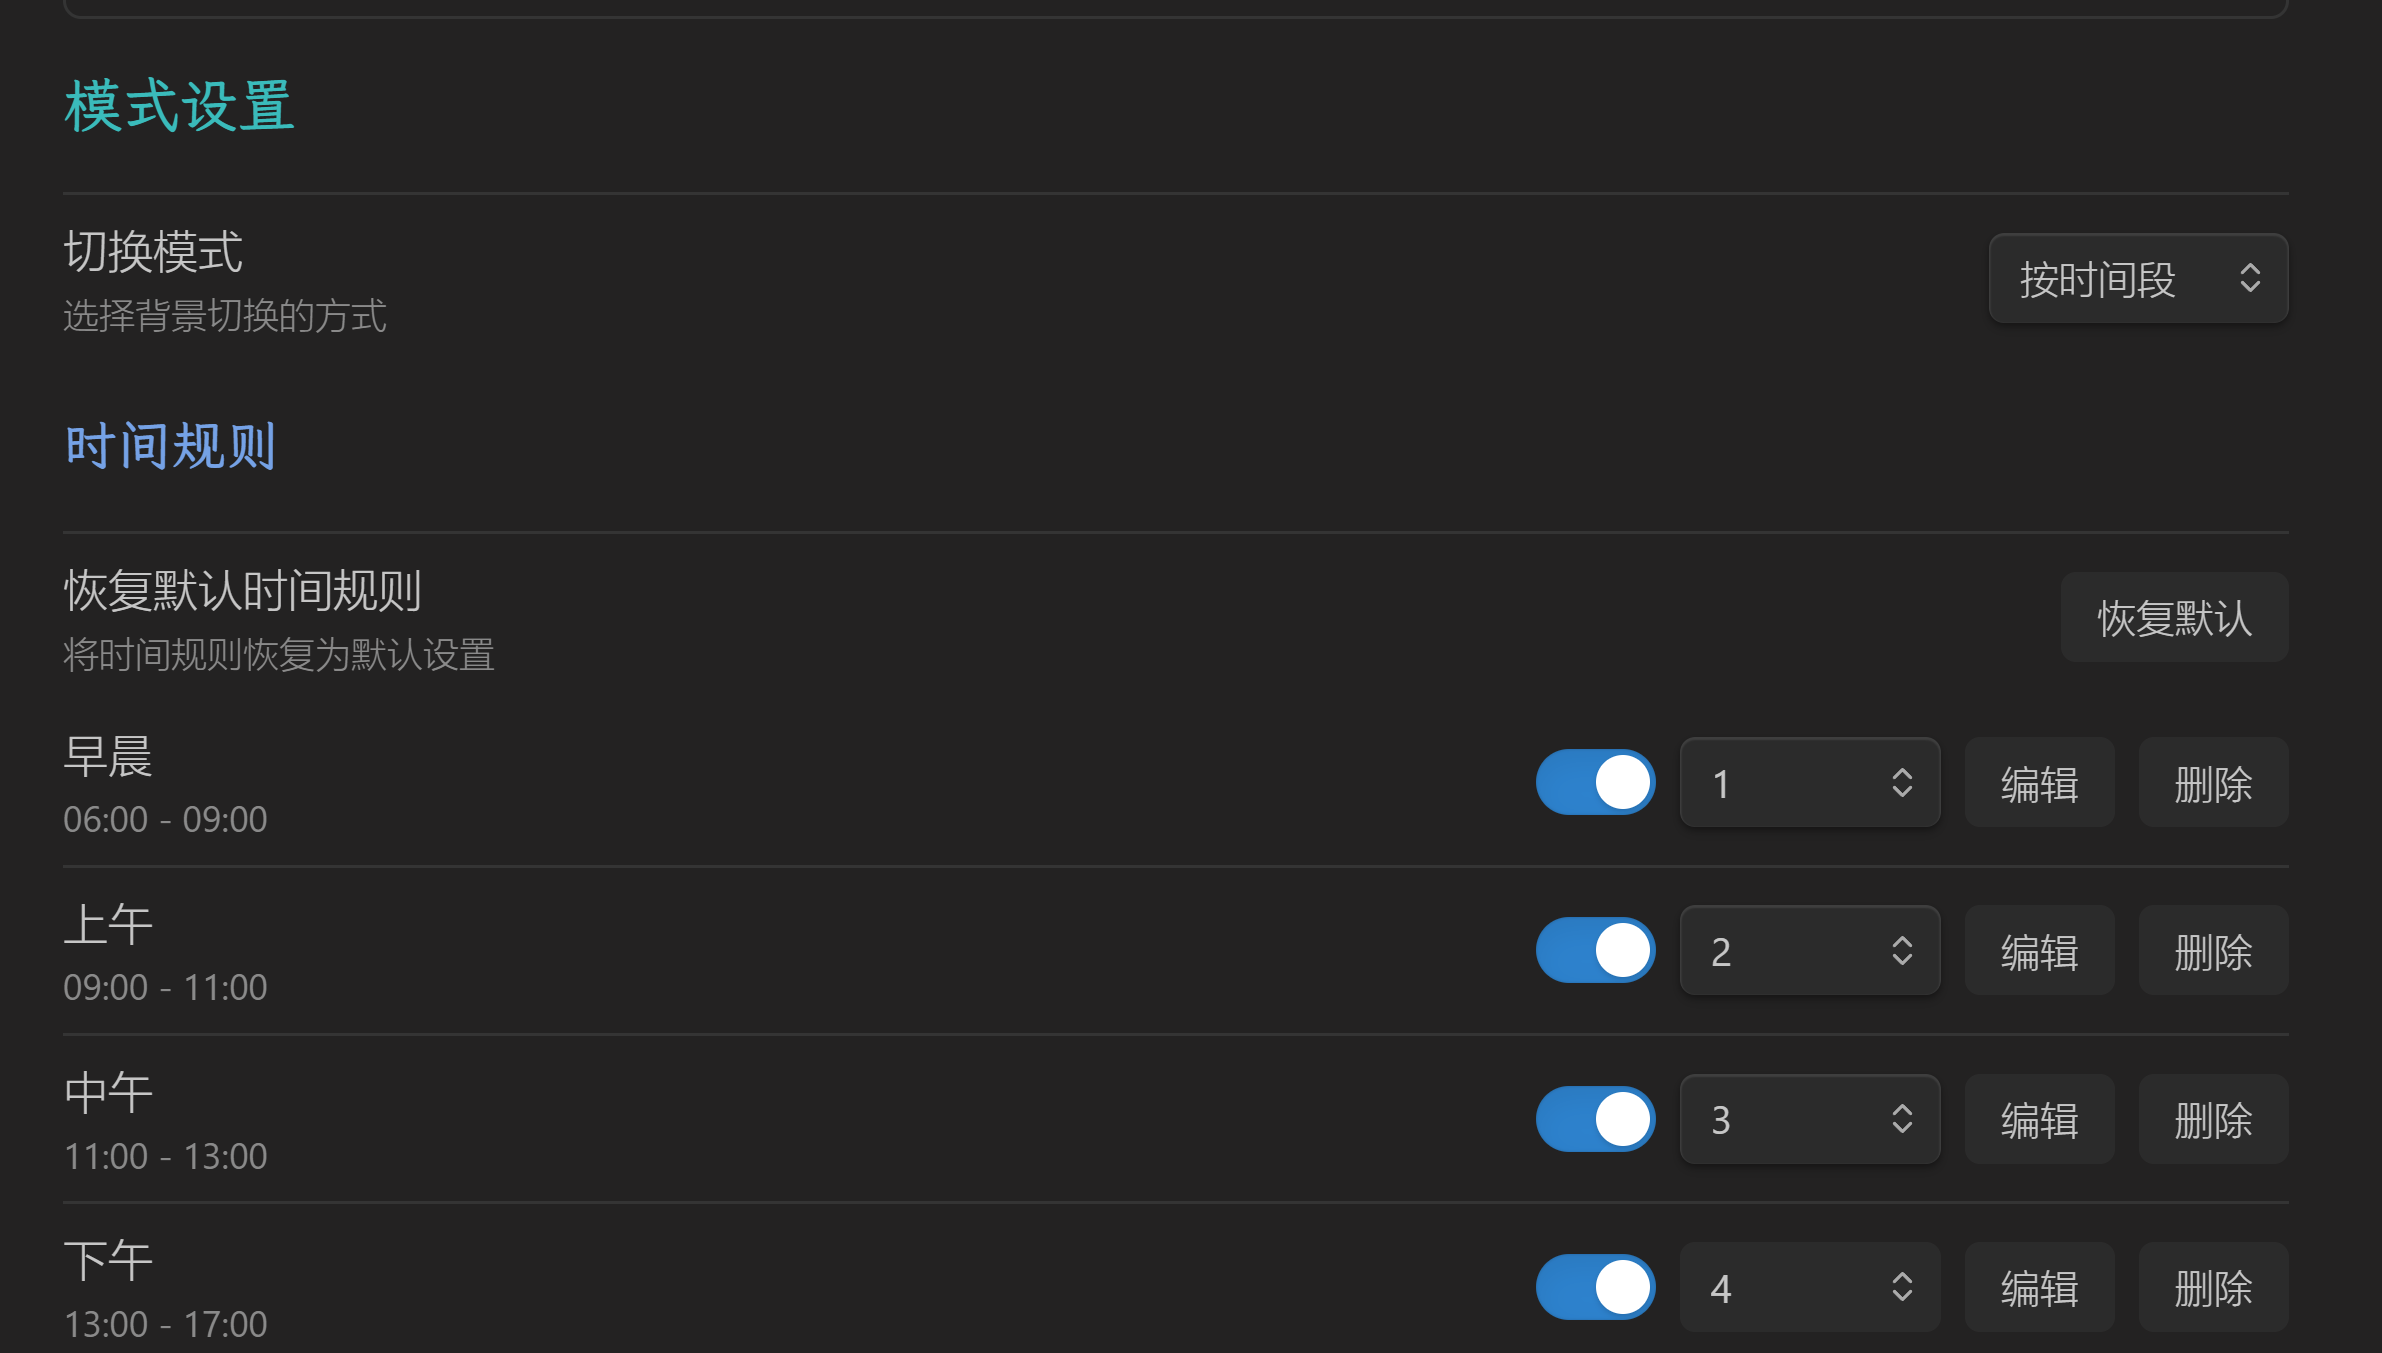 模式设置
切换模式
选择背景切换的方式
按时间段
时间规则
恢复默认时间规则
将时间规则恢复为默认设置
恢复默认
早晨
06:00 - 09:00
1
编辑
删除
上午
09:00 - 11:00
2
编辑
删除
中午
11:00 - 13:00
3
编辑
删除
下午
13:00 - 17:00
4
编辑
删除